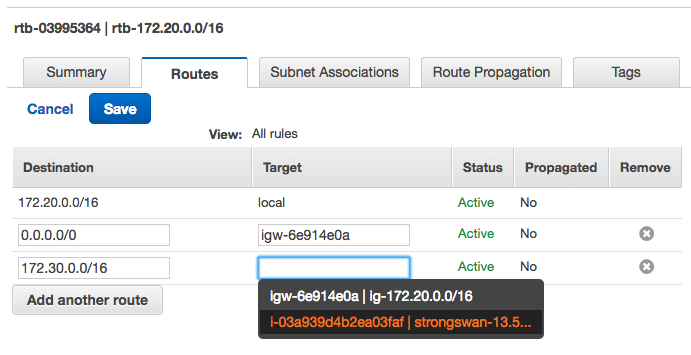 rtb-03995364 | rtb-172.20.0.0/16
Summary Routes Subnet Associations Route Propagation Tags
Cancel Save
View: All rules
Destination Target Status Propagated Remove
172.20.0.0/16 local Active No
0.0.0.0/0 igw-6e914e0a Active No
172.30.0.0/16 Active No
Add another route
igw-6e914e0a | ig-172.20.0.0/16
i-03a939d4b2ea03faf | strongswan-13.5...